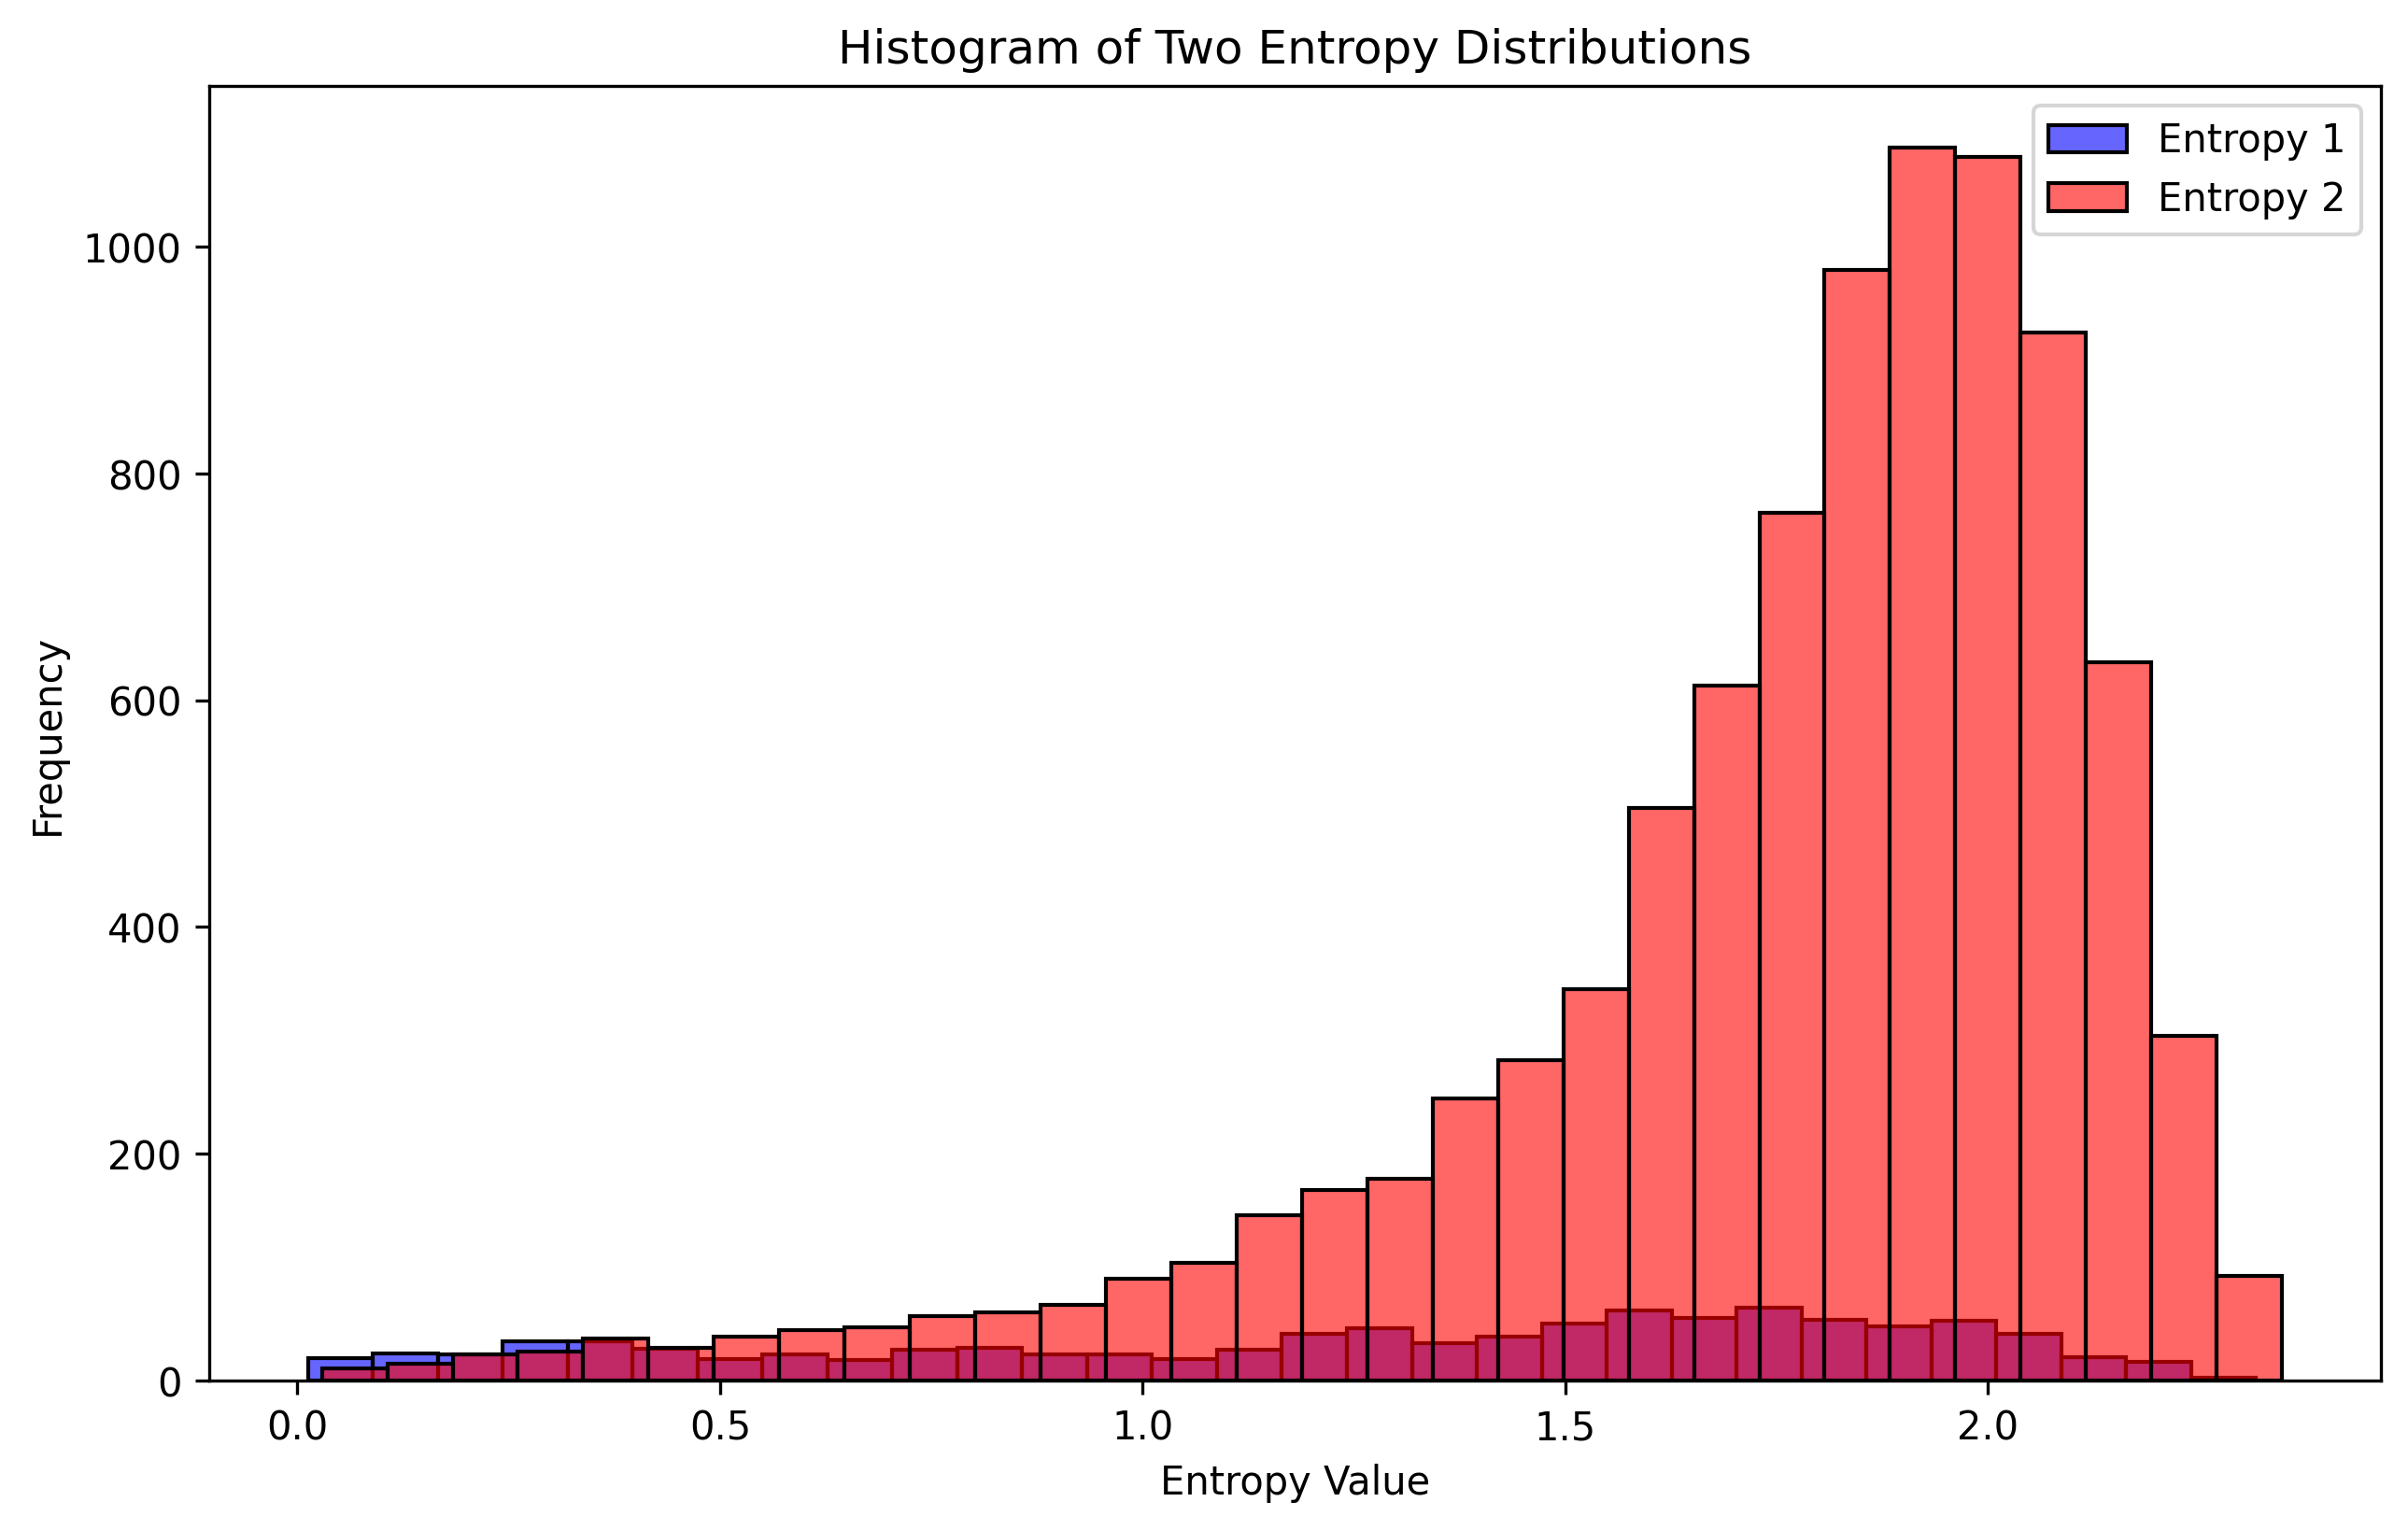 Histogram of Two Entropy Distributions
Entropy 1
Entropy 2
1000
800
600
400
200
0
Frequency
0.0 0.5 1.0 1.5 2.0
Entropy Value